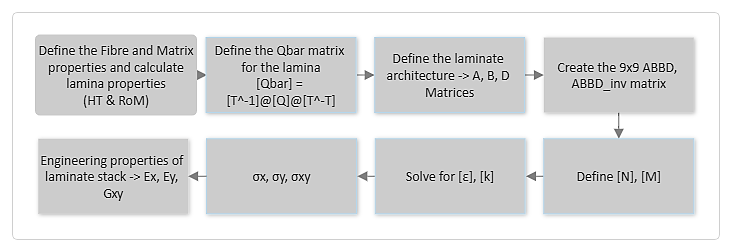 Define the Fibre and Matrix
properties and calculate
lamina properties
(HT & RoM)
Define the Qbar matrix
for the lamina
[Qbar] =
[T^-1]@[Q]@[T^-T]
Define the laminate
architecture -> A, B, D
Matrices
Create the 9x9 ABBD,
ABBD_inv matrix
Define [N], [M]
Solve for [ε], [k]
σx, σy, σxy
Engineering properties of
laminate stack -> Ex, Ey,
Gxy